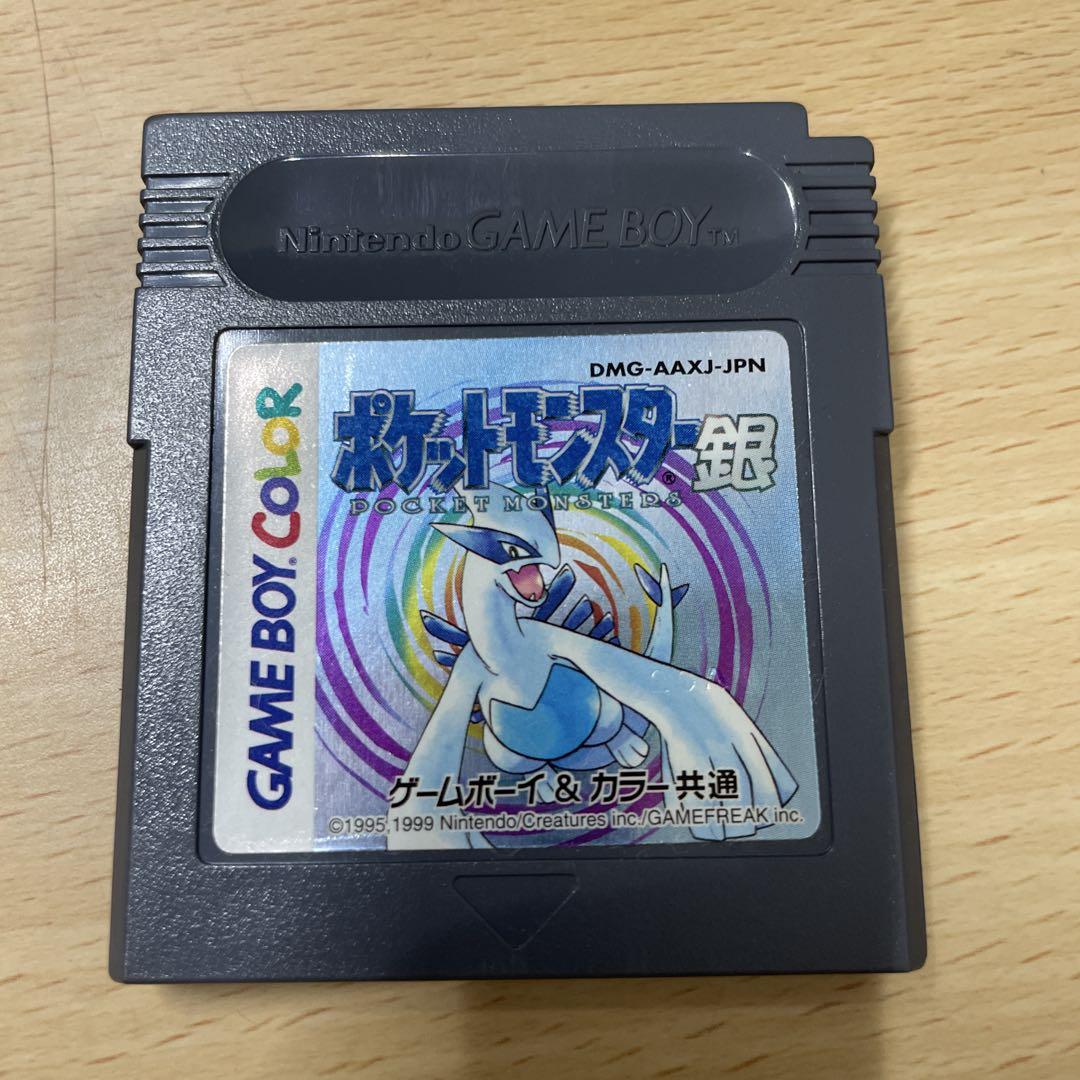 Nintendo GAME BOY TM
DMG-AAXJ-JPN
ポケットモンスター銀
®
POCKET MONSTERS
GAME BOY COLOR
ゲームボーイ & カラー共通
©1995,1999 Nintendo/Creatures inc./GAMEFREAK inc.